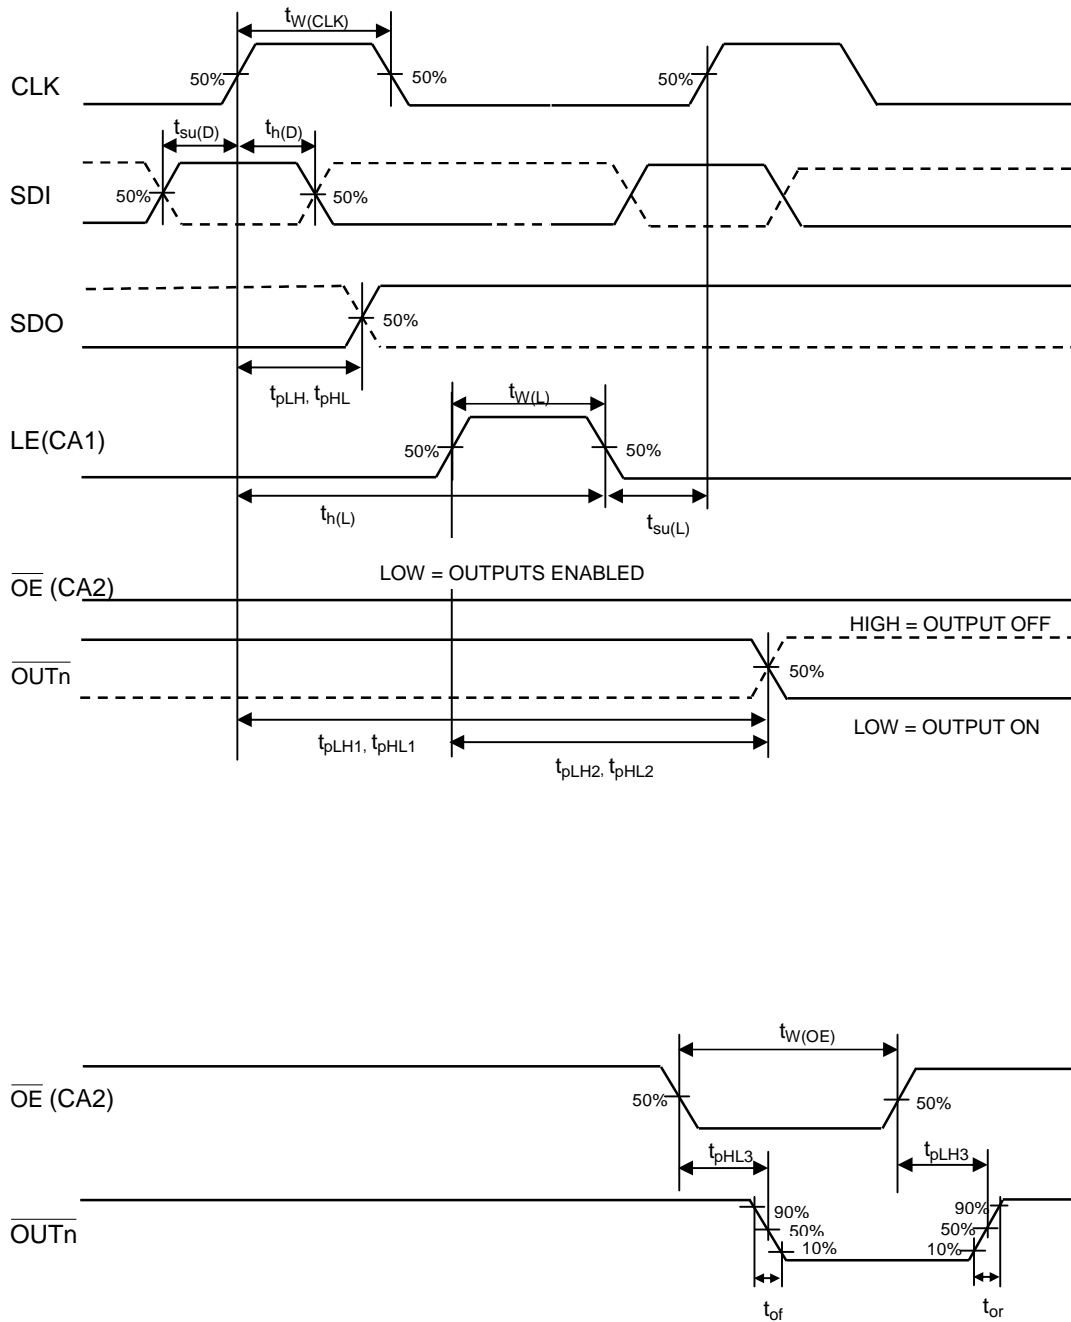 tW(CLK)
50%
50%
50%
CLK
tsu(D)
th(D)
50%
50%
SDI
50%
SDO
tpLH, tpHL
tW(L)
LE(CA1)
50%
50%
th(L)
tsu(L)
LOW = OUTPUTS ENABLED
OE (CA2)
HIGH = OUTPUT OFF
OUTn
50%
LOW = OUTPUT ON
tpLH1, tpHL1
tpLH2, tpHL2
tW(OE)
OE (CA2)
50%
50%
tpHL3
tpLH3
90%
90%
50%
50%
OUTn
10%
10%
tof
tor